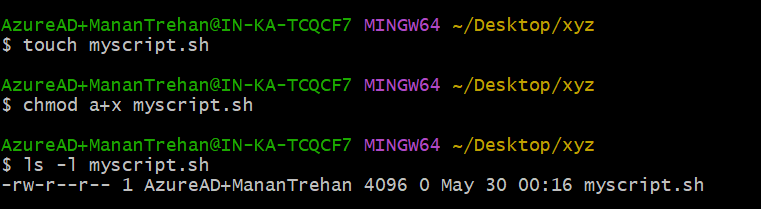 AzureAD+MananTrehan@IN-KA-TCQCF7 MINGW64 ~/Desktop/xyz
$ touch myscript.sh
AzureAD+MananTrehan@IN-KA-TCQCF7 MINGW64 ~/Desktop/xyz
$ chmod a+x myscript.sh
AzureAD+MananTrehan@IN-KA-TCQCF7 MINGW64 ~/Desktop/xyz
$ ls -l myscript.sh
-rw-r--r-- 1 AzureAD+MananTrehan 4096 0 May 30 00:16 myscript.sh